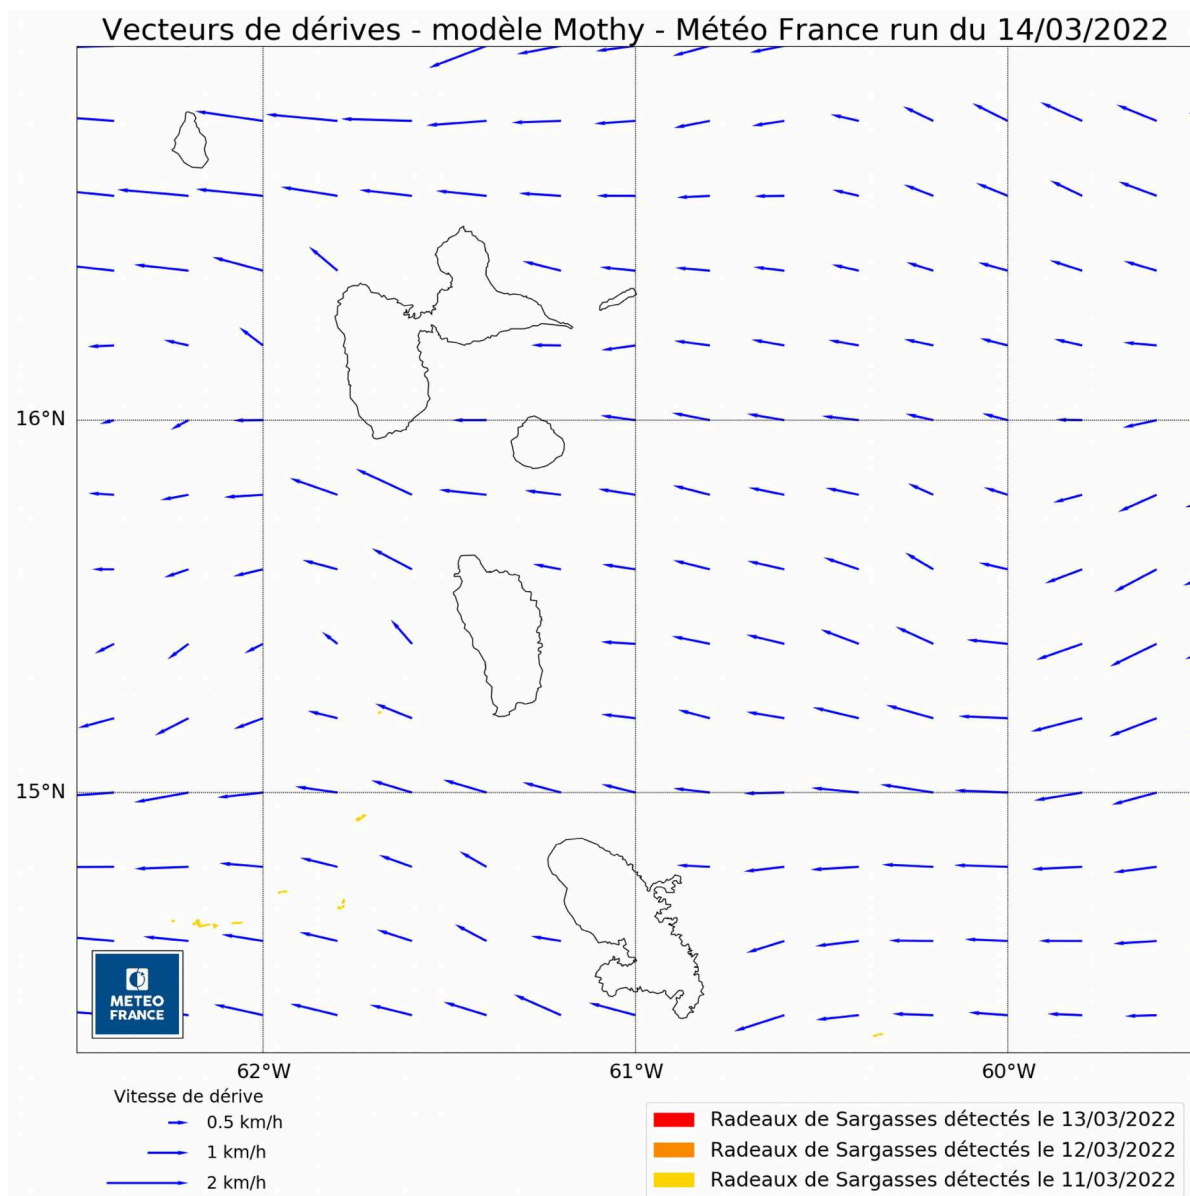 Vecteurs de dérives - modèle Mothy - Météo France run du 14/03/2022
16°N
15°N
METEO
FRANCE
62°W
61°W
60°W
Vitesse de dérive
0.5 km/h
1 km/h
2 km/h
Radeaux de Sargasses détectés le 13/03/2022
Radeaux de Sargasses détectés le 12/03/2022
Radeaux de Sargasses détectés le 11/03/2022